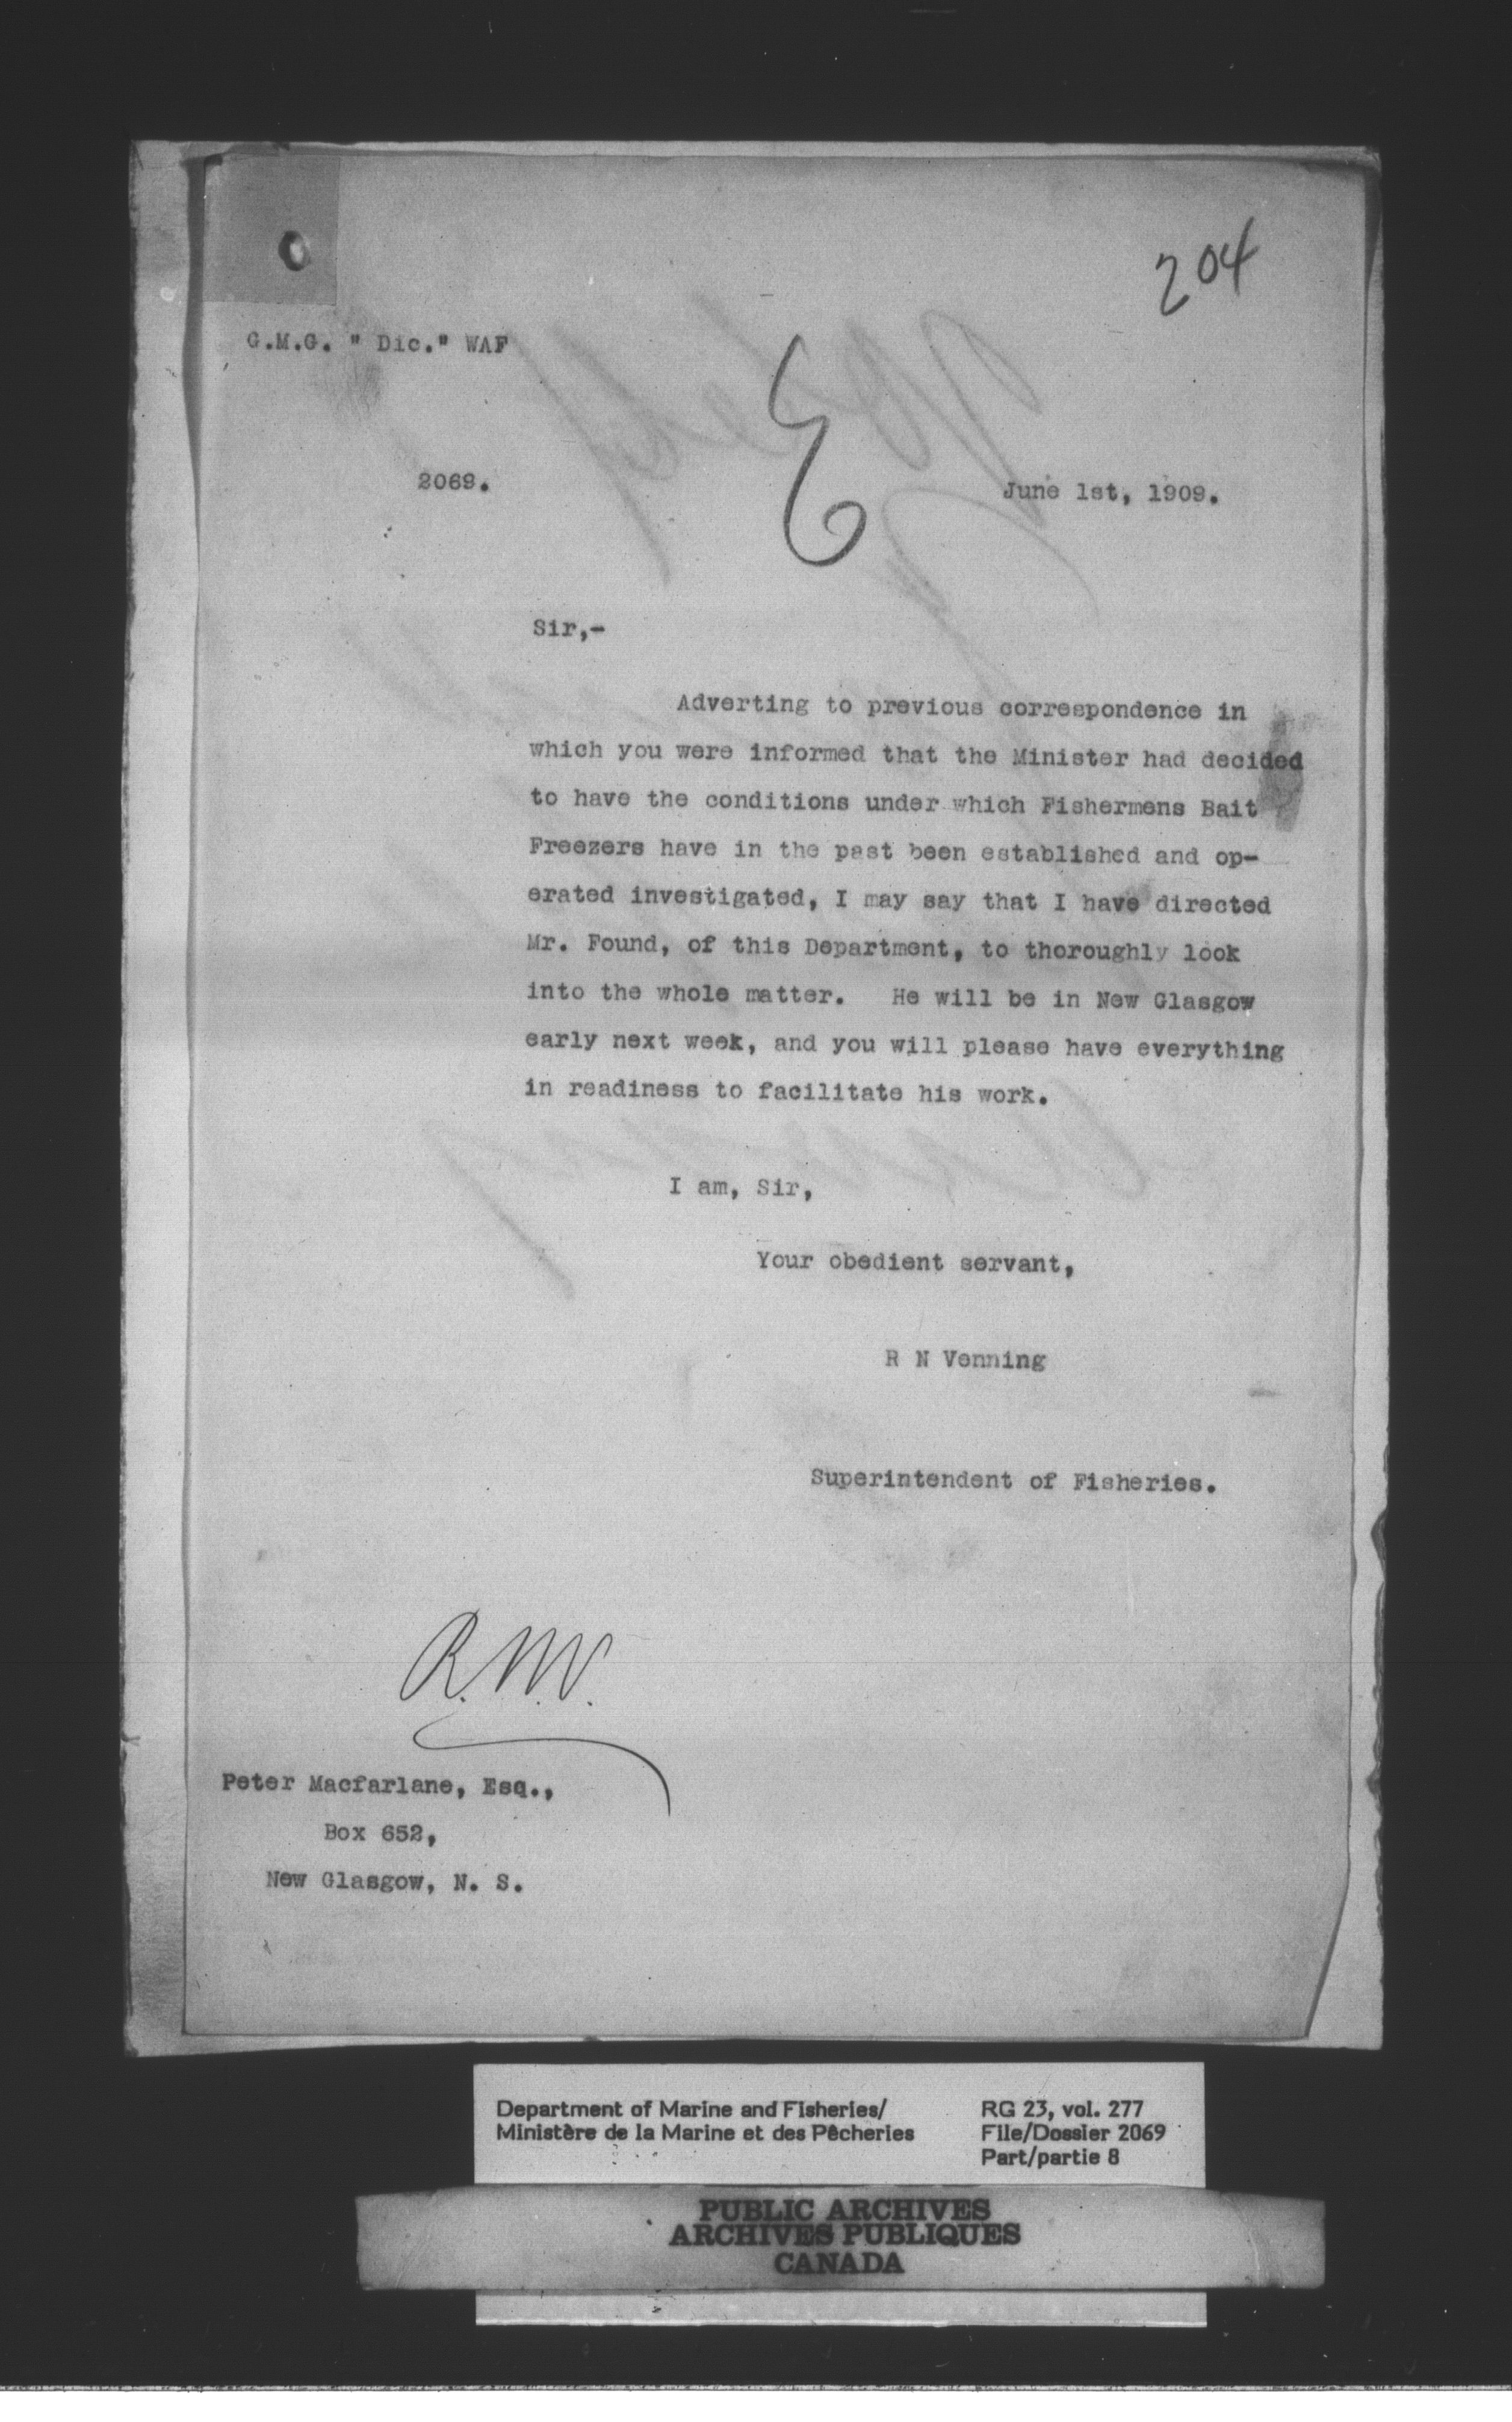 204
G.M.G. " Dic." WAF
2069.
June 1st, 1909.
Sir,-
Adverting to previous correspondence in
which you were informed that the Minister had decided
to have the conditions under which Fishermens Bait
Freezers have in the past been established and op-
erated investigated, I may say that I have directed
Mr. Found, of this Department, to thoroughly look
into the whole matter. He will be in New Glasgow
early next week, and you will please have everything
in readiness to facilitate his work.
I am, Sir,
Your obedient servant,
R N Venning
Superintendent of Fisheries.
R.N.V.
Peter Macfarlane, Esq.,
Box 652,
New Glasgow, N. S.
Department of Marine and Fisheries/
Ministère de la Marine et des Pêcheries
RG 23, vol. 277
File/Dossier 2069
Part/partie 8
PUBLIC ARCHIVES
ARCHIVES PUBLIQUES
CANADA